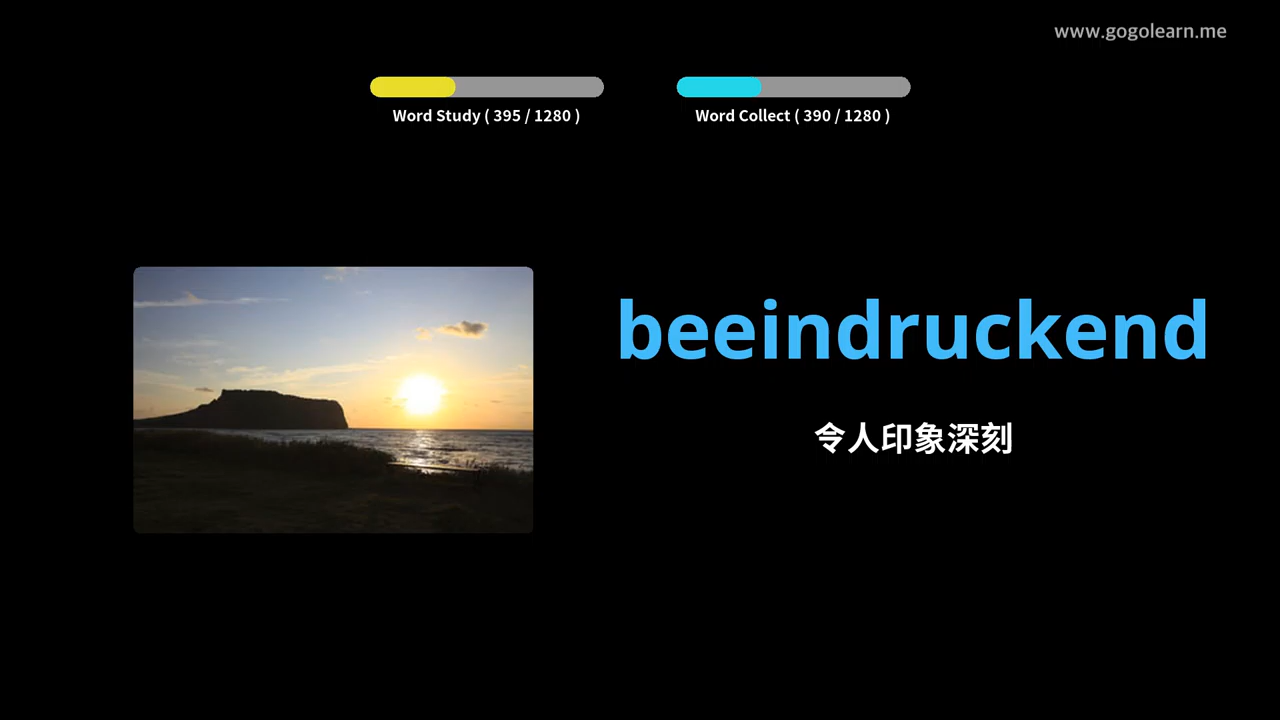 www.gogolearn.me
Word Study ( 395 / 1280 )
Word Collect ( 390 / 1280 )
beeindruckend
令人印象深刻